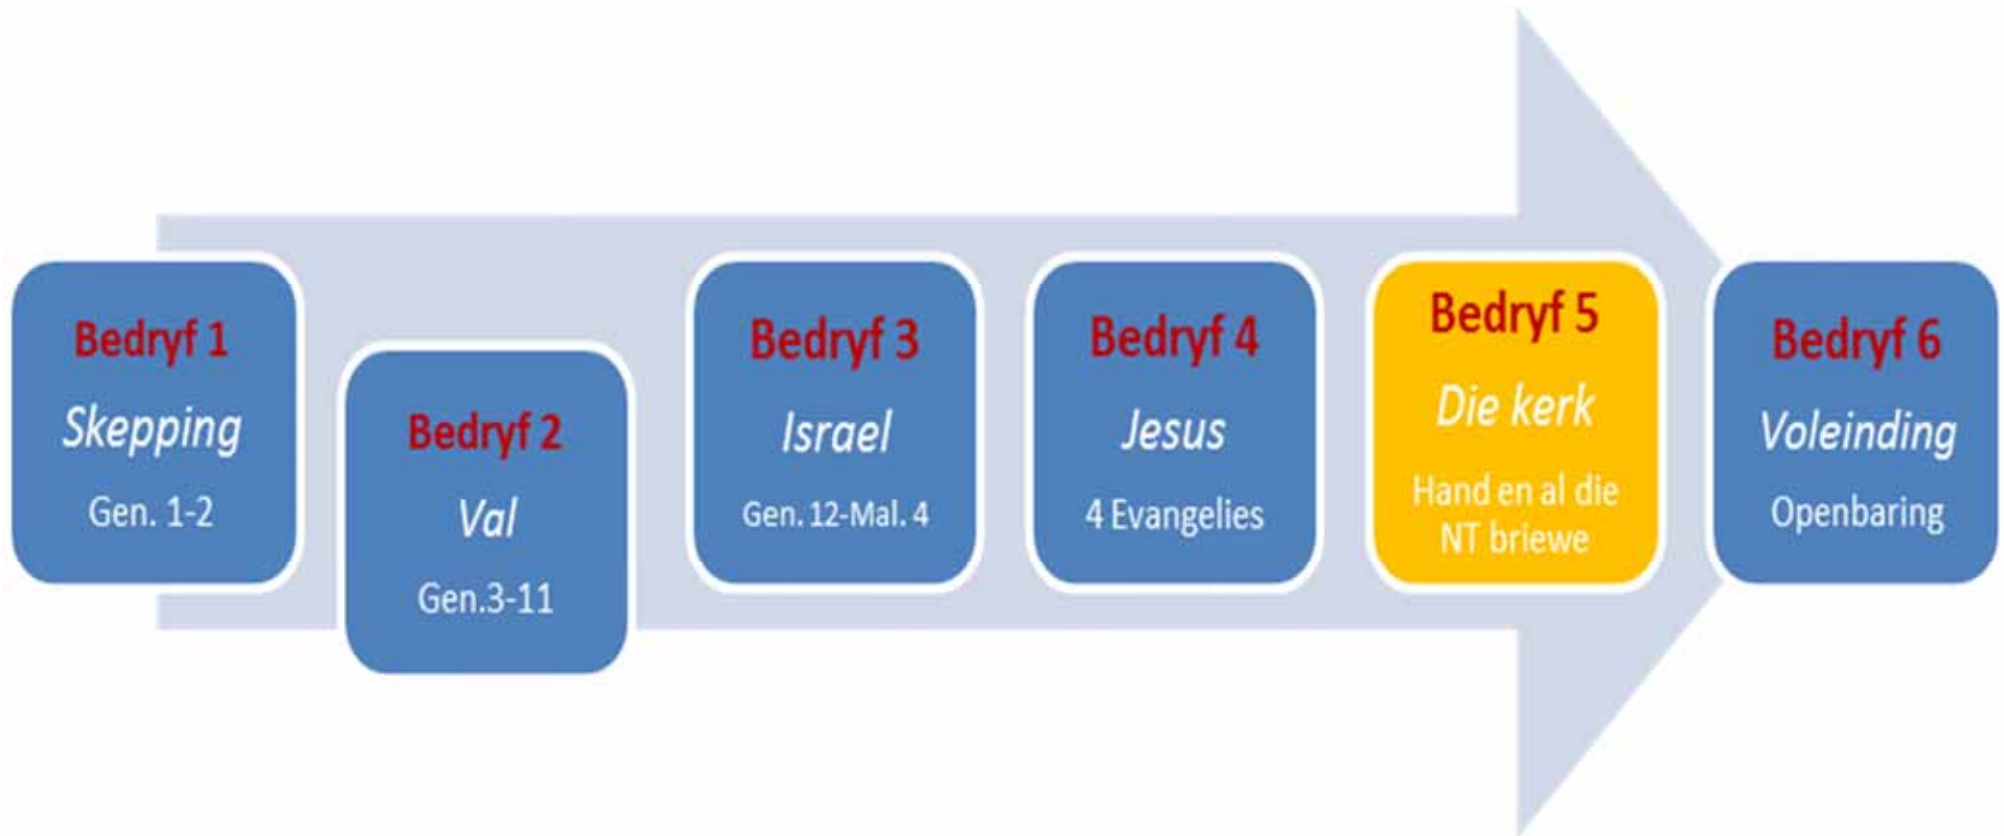 Bedryf 1
Skepping
Gen. 1-2
Bedryf 2
Val
Gen.3-11
Bedryf 3
Israel
Gen. 12-Mal. 4
Bedryf 4
Jesus
4 Evangelies
Bedryf 5
Die kerk
Hand en al die
NT briewe
Bedryf 6
Voleinding
Openbaring